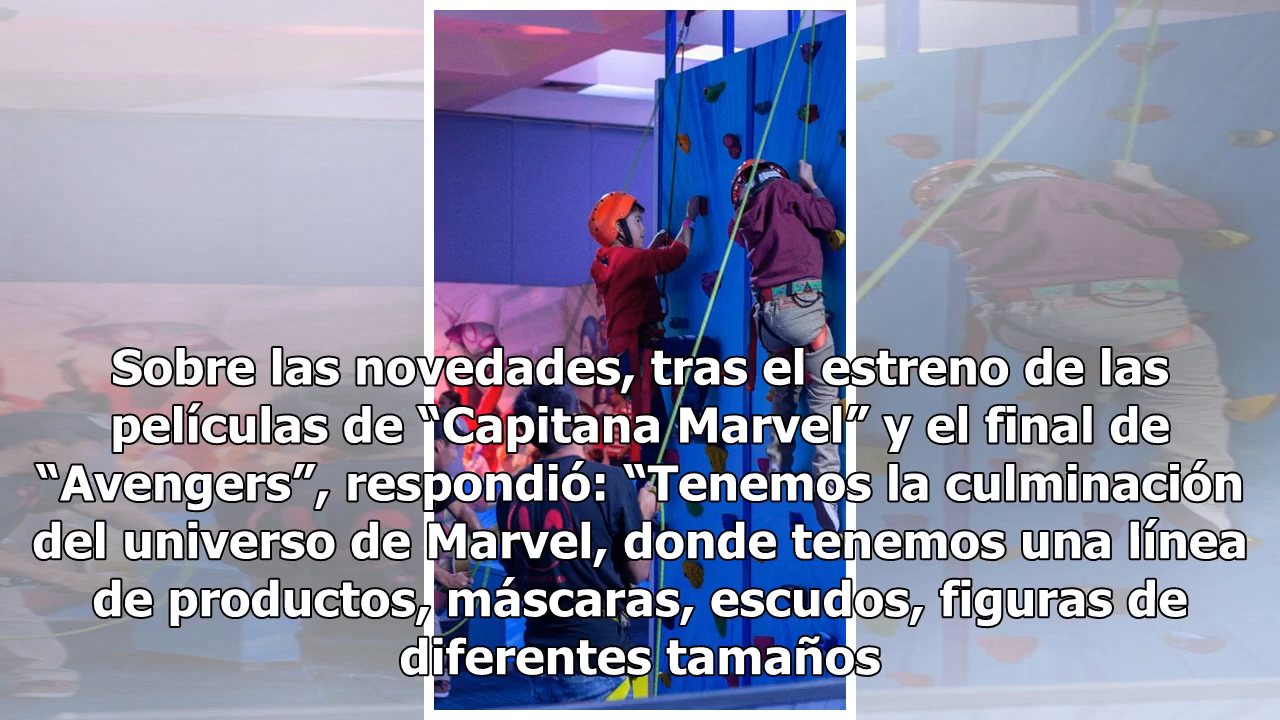 Sobre las novedades, tras el estreno de las
películas de “Capitana Marvel” y el final de
“Avengers”, respondió: “Tenemos la culminación
del universo de Marvel, donde tenemos una línea
de productos, máscaras, escudos, figuras de
diferentes tamaños